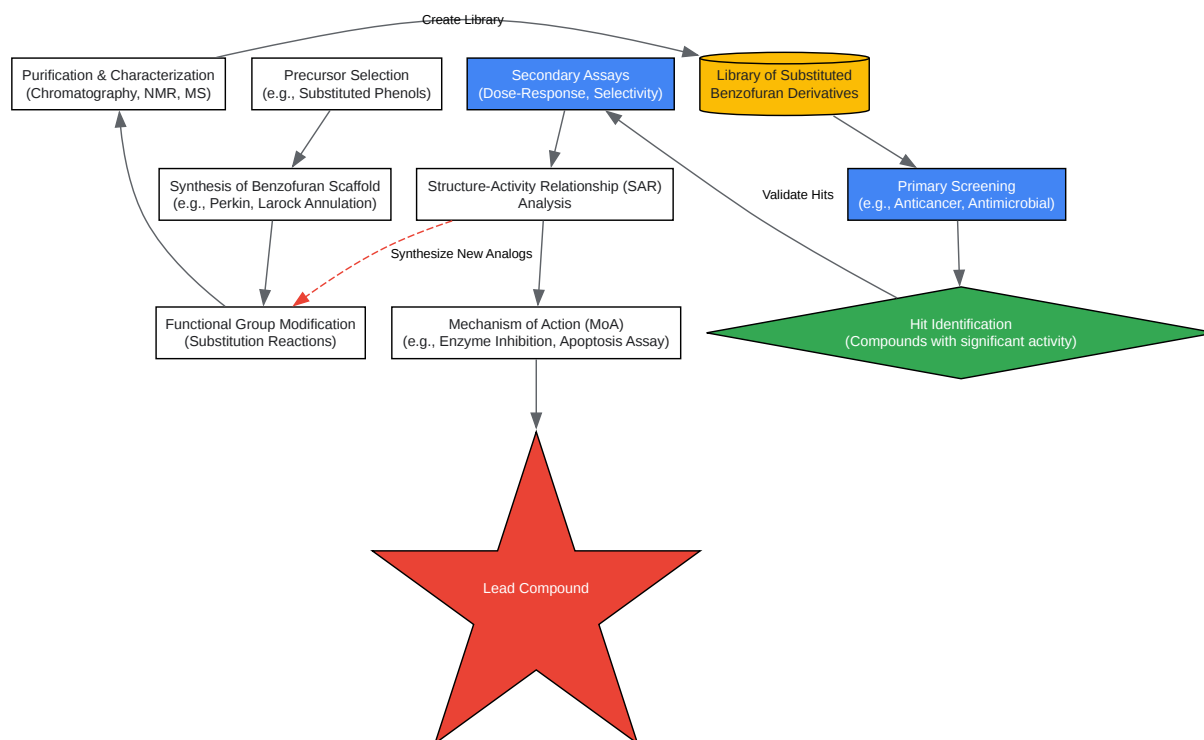 Create Library
Purification & Characterization
(Chromatography, NMR, MS)
Precursor Selection
(e.g., Substituted Phenols)
Secondary Assays
(Dose-Response, Selectivity)
Library of Substituted
Benzofuran Derivatives
Synthesis of Benzofuran Scaffold
(e.g., Perkin, Larock Annulation)
Structure-Activity Relationship (SAR)
Analysis
Validate Hits
Primary Screening
(e.g., Anticancer, Antimicrobial)
Synthesize New Analogs
Functional Group Modification
(Substitution Reactions)
Mechanism of Action (MoA)
(e.g., Enzyme Inhibition, Apoptosis Assay)
Hit Identification
(Compounds with significant activity)
Lead Compound